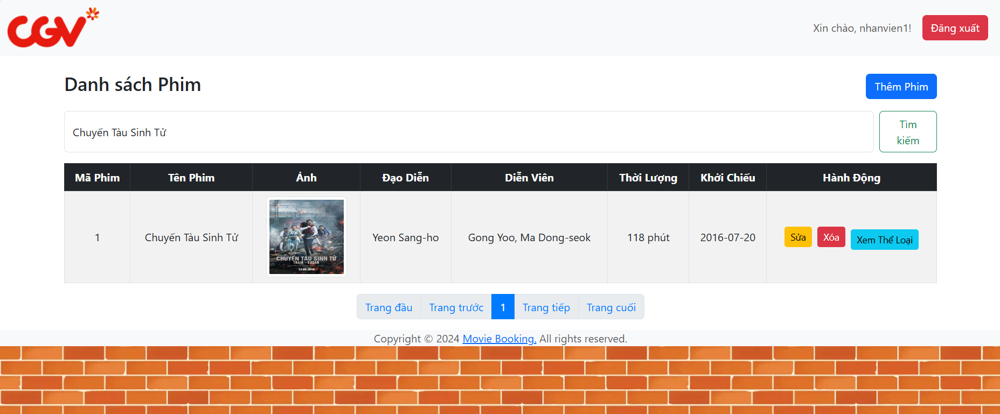 CGV
Xin chào, nhanvien1!
Đăng xuất
Danh sách Phim
Thêm Phim
Chuyến Tàu Sinh Tử
Tìm
kiếm
Mã Phim Tên Phim Ảnh Đạo Diễn Diễn Viên Thời Lượng Khởi Chiếu Hành Động
1 Chuyến Tàu Sinh Tử
CHUYẾN TÀU SINH TỬ
TRAIN TO BUSAN
12.08.2016
Yeon Sang-ho Gong Yoo, Ma Dong-seok 118 phút 2016-07-20 Sửa Xóa Xem Thể Loại
Trang đầu Trang trước 1 Trang tiếp Trang cuối
Copyright © 2024 Movie Booking. All rights reserved.